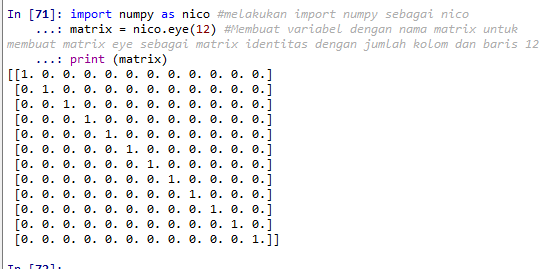 In [71]: import numpy as nico #melakukan import numpy sebagai nico
    ...: matrix = nico.eye(12) #Membuat variabel dengan nama matrix untuk
membuat matrix eye sebagai matrix identitas dengan jumlah kolom dan baris 12
    ...: print (matrix)
[[1. 0. 0. 0. 0. 0. 0. 0. 0. 0. 0. 0.]
 [0. 1. 0. 0. 0. 0. 0. 0. 0. 0. 0. 0.]
 [0. 0. 1. 0. 0. 0. 0. 0. 0. 0. 0. 0.]
 [0. 0. 0. 1. 0. 0. 0. 0. 0. 0. 0. 0.]
 [0. 0. 0. 0. 1. 0. 0. 0. 0. 0. 0. 0.]
 [0. 0. 0. 0. 0. 1. 0. 0. 0. 0. 0. 0.]
 [0. 0. 0. 0. 0. 0. 1. 0. 0. 0. 0. 0.]
 [0. 0. 0. 0. 0. 0. 0. 1. 0. 0. 0. 0.]
 [0. 0. 0. 0. 0. 0. 0. 0. 1. 0. 0. 0.]
 [0. 0. 0. 0. 0. 0. 0. 0. 0. 1. 0. 0.]
 [0. 0. 0. 0. 0. 0. 0. 0. 0. 0. 1. 0.]
 [0. 0. 0. 0. 0. 0. 0. 0. 0. 0. 0. 1.]]
In [72]: